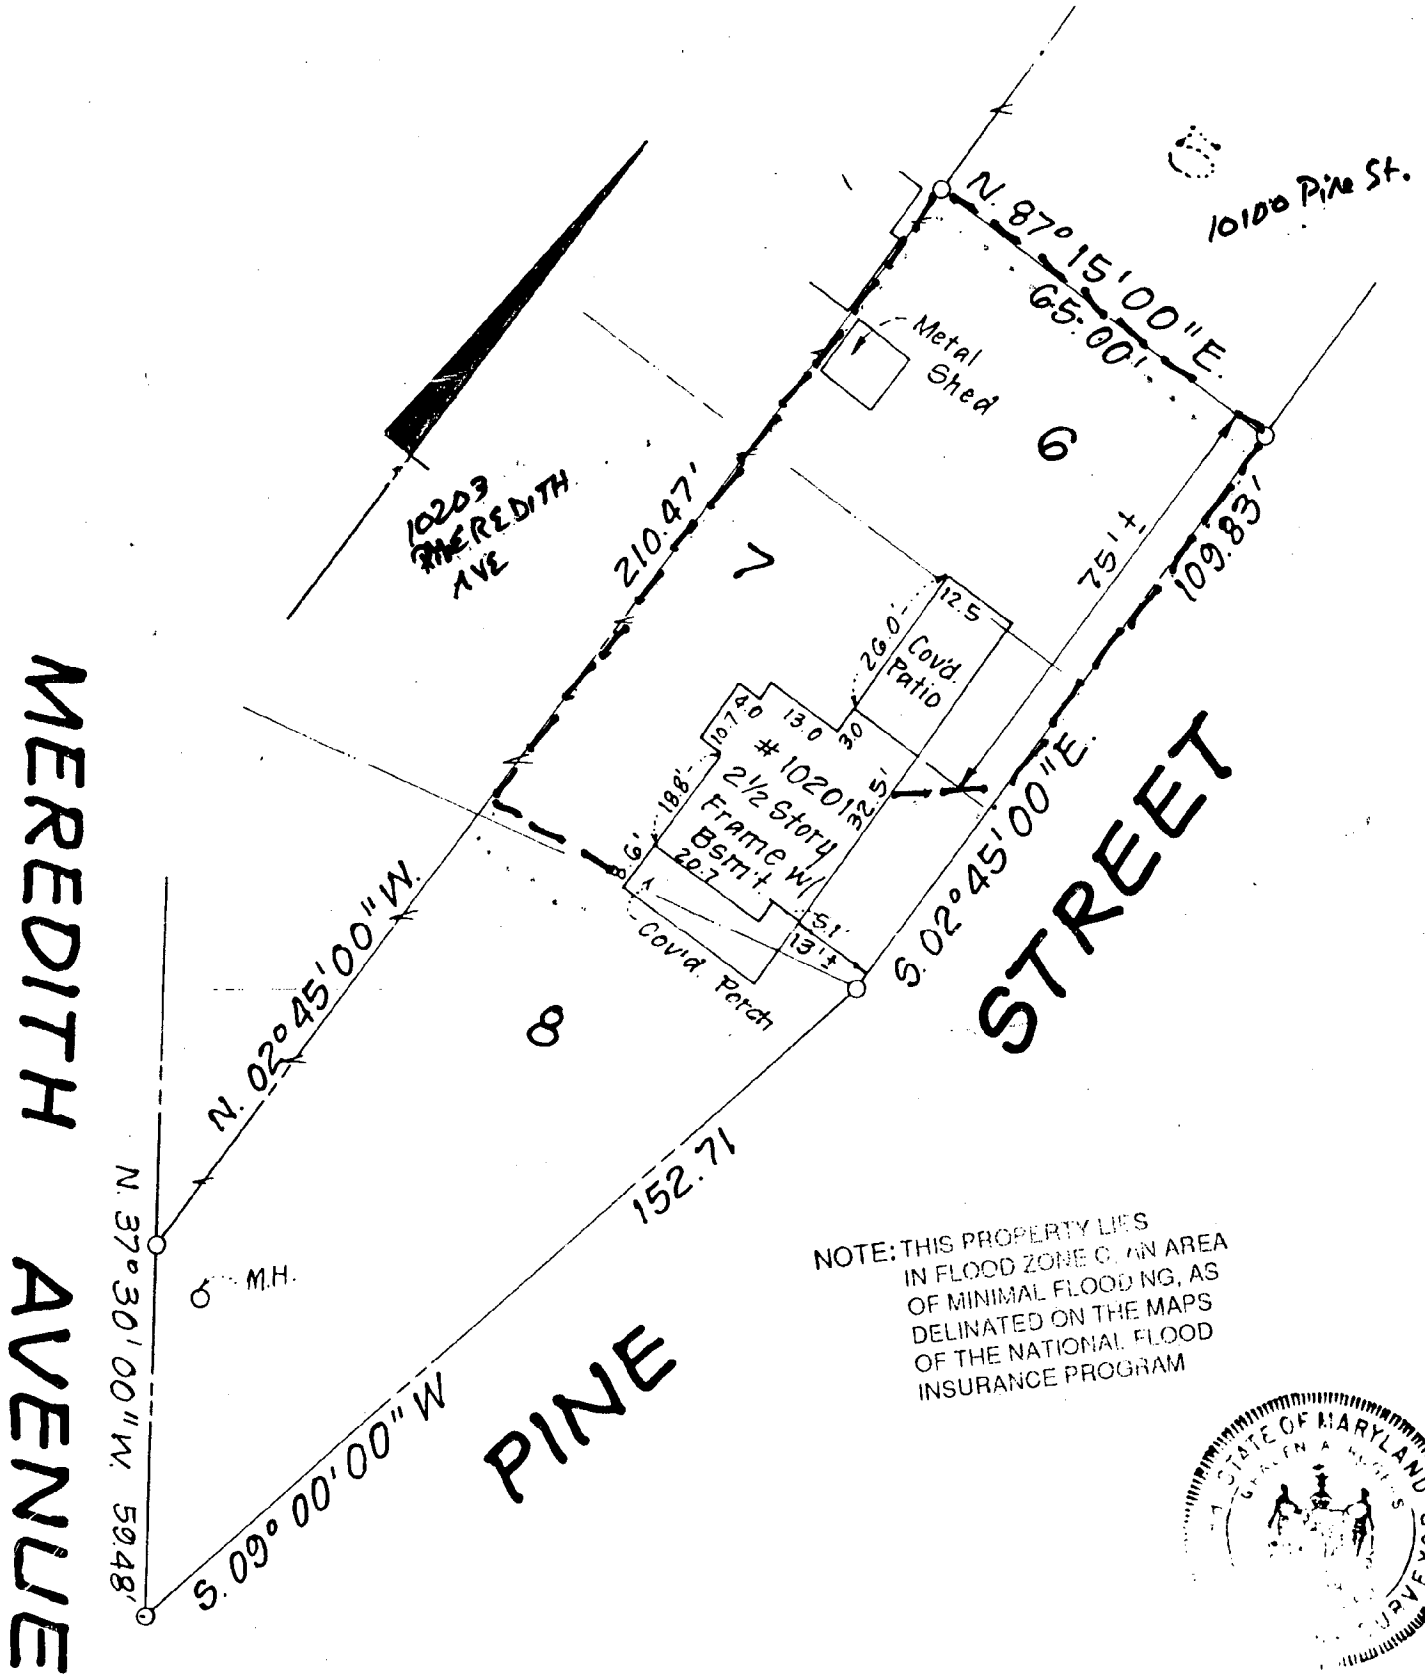 10100 Pine St.
N. 87° 15' 00" E.
65.00'
Metal
Shed
6
10203
MEREDITH
AVE
210.47'
7
75'±
109.83'
12.5
26.0'
Cov'd.
Patio
4.0
13.0
3.0
10.7
# 10201
2 1/2 Story
Frame W/
Bsm't.
18.8'
32.5'
20.7
8.6'
5.1'
13'±
Cov'd. Porch
S. 02° 45' 00" E.
N. 02° 45' 00" W.
8
152.71
S. 09° 00' 00" W
M.H.
N. 37° 30' 00" W. 59.48'
MEREDITH AVENUE
PINE STREET
NOTE: THIS PROPERTY LIES
IN FLOOD ZONE C, AN AREA
OF MINIMAL FLOODING, AS
DELINATED ON THE MAPS
OF THE NATIONAL FLOOD
INSURANCE PROGRAM
STATE OF MARYLAND